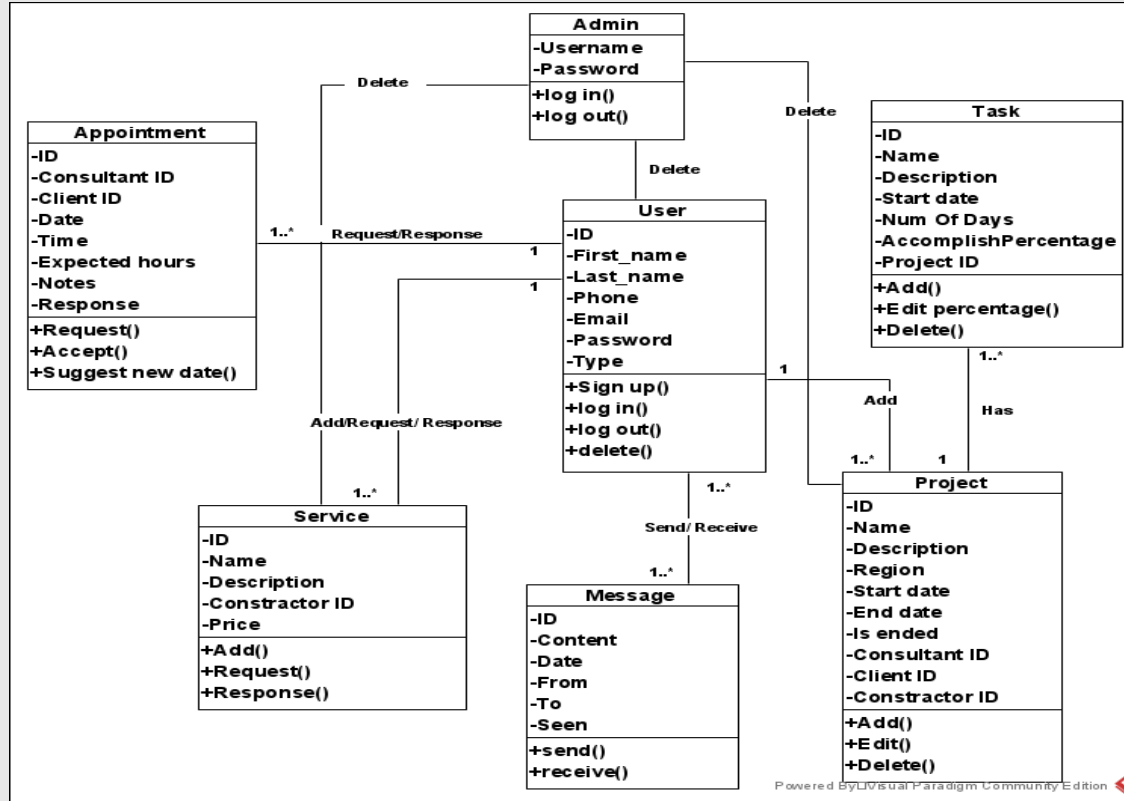 Admin
-Username
-Password
+log in()
+log out()
Delete
Delete
Delete
Appointment
-ID
-Consultant ID
-Client ID
-Date
-Time
-Expected hours
-Notes
-Response
+Request()
+Accept()
+Suggest new date()
1..*
Request/Response
1
1
User
-ID
-First_name
-Last_name
-Phone
-Email
-Password
-Type
+Sign up()
+log in()
+log out()
+delete()
Task
-ID
-Name
-Description
-Start date
-Num Of Days
-AccomplishPercentage
-Project ID
+Add()
+Edit percentage()
+Delete()
1..*
Has
1
1
Add
1..*
Add/Request/ Response
1..*
1..*
Send/ Receive
1..*
Service
-ID
-Name
-Description
-Constractor ID
-Price
+Add()
+Request()
+Response()
Message
-ID
-Content
-Date
-From
-To
-Seen
+send()
+receive()
Project
-ID
-Name
-Description
-Region
-Start date
-End date
-Is ended
-Consultant ID
-Client ID
-Constractor ID
+Add()
+Edit()
+Delete()
Powered By Visual Paradigm Community Edition